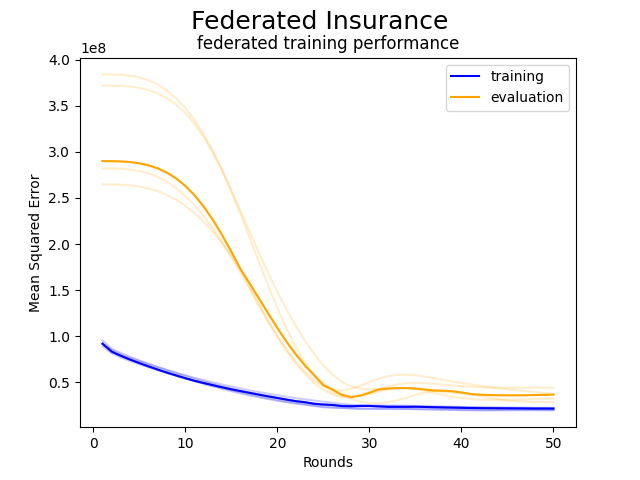 Federated Insurance
federated training performance
1e8
4.0
3.5
3.0
2.5
2.0
1.5
1.0
0.5
Mean Squared Error
training
evaluation
0
10
20
30
40
50
Rounds